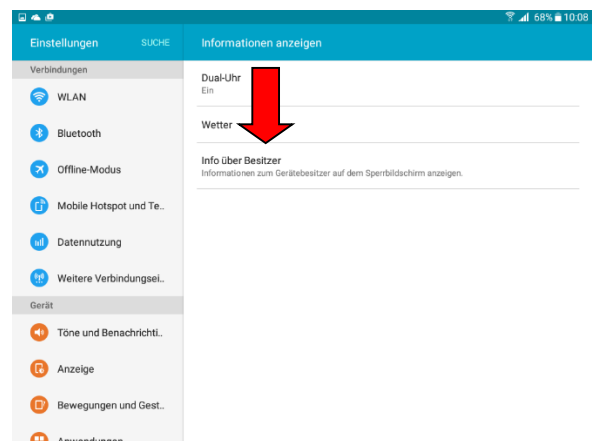 68% 10:08
Einstellungen SUCHE
Informationen anzeigen
Verbindungen
WLAN
Bluetooth
Offline-Modus
Mobile Hotspot und Te..
Datennutzung
Weitere Verbindungsei..
Gerät
Töne und Benachrichti..
Anzeige
Bewegungen und Gest..
Anwendungen
Dual-Uhr
Ein
Wetter
Info über Besitzer
Informationen zum Gerätebesitzer auf dem Sperrbildschirm anzeigen.